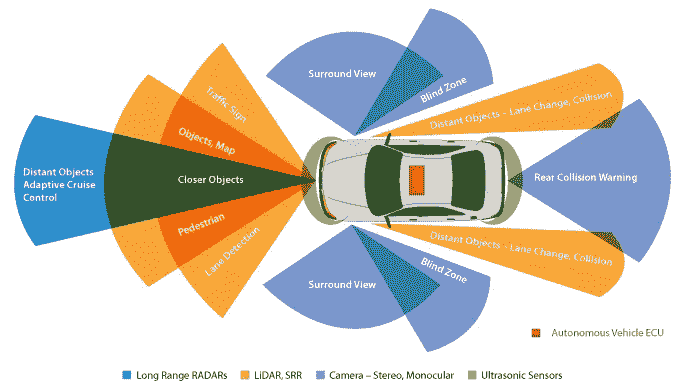 Surround View
Blind Zone
Traffic Sign
Objects, Map
Distant Objects – Lane Change, Collision
Distant Objects
Adaptive Cruise
Control
Closer Objects
Rear Collision Warning
Pedestrian
Lane Detection
Distant Objects – Lane Change, Collision
Surround View
Blind Zone
Autonomous Vehicle ECU
Long Range RADARs
LiDAR, SRR
Camera – Stereo, Monocular
Ultrasonic Sensors